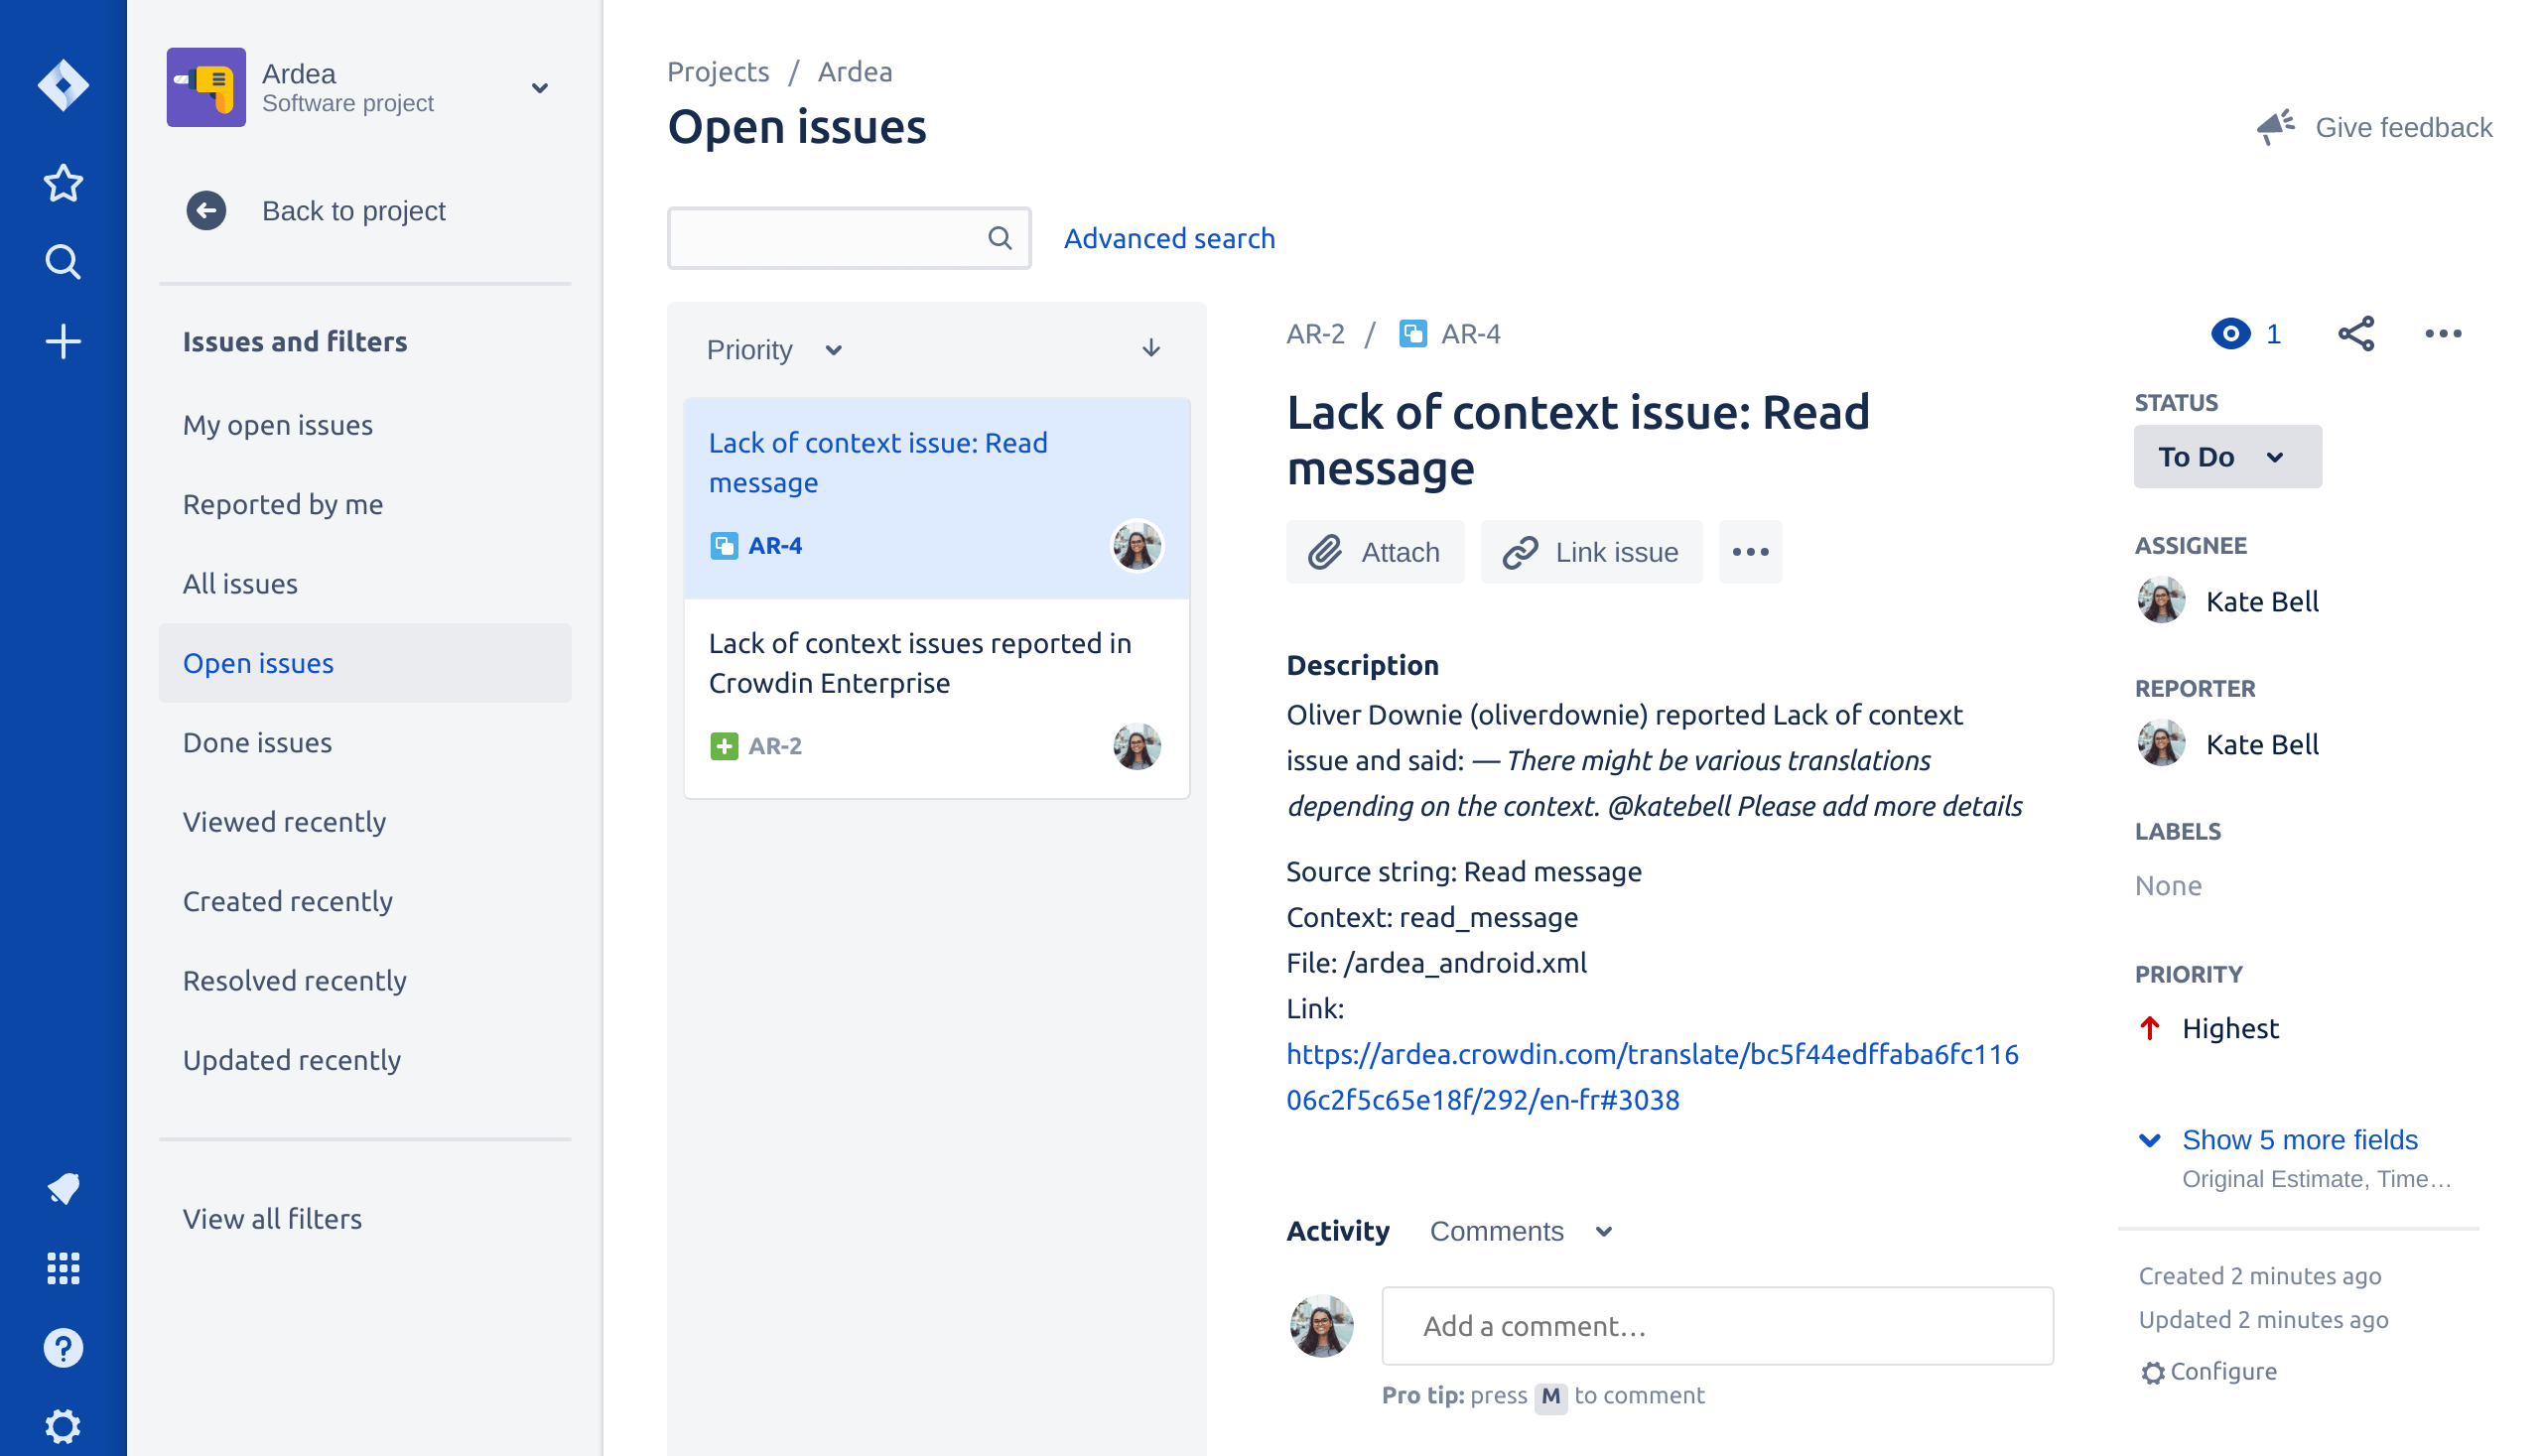 Ardea
Software project
Back to project
Issues and filters
My open issues
Reported by me
All issues
Open issues
Done issues
Viewed recently
Created recently
Resolved recently
Updated recently
View all filters
Projects / Ardea
Open issues
Give feedback
Advanced search
Priority
Lack of context issue: Read
message
AR-4
Lack of context issues reported in
Crowdin Enterprise
AR-2
AR-2 / AR-4
1
Lack of context issue: Read
message
Attach
Link issue
Description
Oliver Downie (oliverdownie) reported Lack of context
issue and said: — There might be various translations
depending on the context. @katebell Please add more details
Source string: Read message
Context: read_message
File: /ardea_android.xml
Link:
https://ardea.crowdin.com/translate/bc5f44edffaba6fc116
06c2f5c65e18f/292/en-fr#3038
Activity
Comments
Add a comment…
Pro tip: press M to comment
STATUS
To Do
ASSIGNEE
Kate Bell
REPORTER
Kate Bell
LABELS
None
PRIORITY
Highest
Show 5 more fields
Original Estimate, Time…
Created 2 minutes ago
Updated 2 minutes ago
Configure